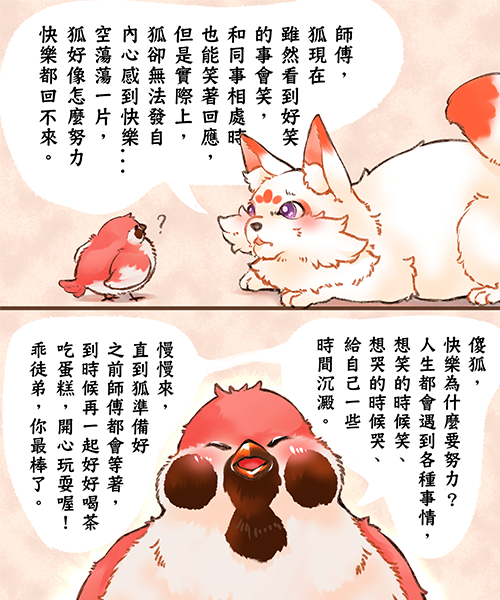 師傅，
狐現在
雖然看到好笑
的事會笑，
和同事相處時
也能笑著回應，
但是實際上，
狐卻無法發自
內心感到快樂...
空蕩蕩一片，
狐好像怎麼努力
快樂都回不來。
?
傻狐，
快樂為什麼要努力？
人生都會遇到各種事情，
想笑的時候笑、
想哭的時候哭、
給自己一些
時間沉澱。
慢慢來，
直到狐準備好
之前師傅都會等著，
到時候再一起好好喝茶
吃蛋糕，開心玩耍喔！
乖徒弟，你最棒了。